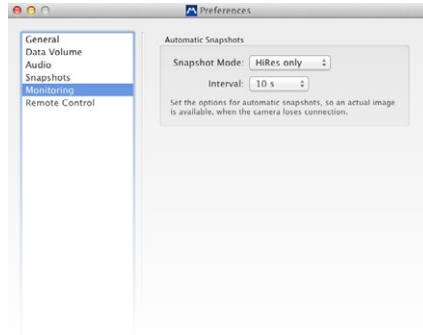 Preferences
General
Data Volume
Audio
Snapshots
Monitoring
Remote Control
Automatic Snapshots
Snapshot Mode: HiRes only
Interval: 10 s
Set the options for automatic snapshots, so an actual image
is available, when the camera loses connection.